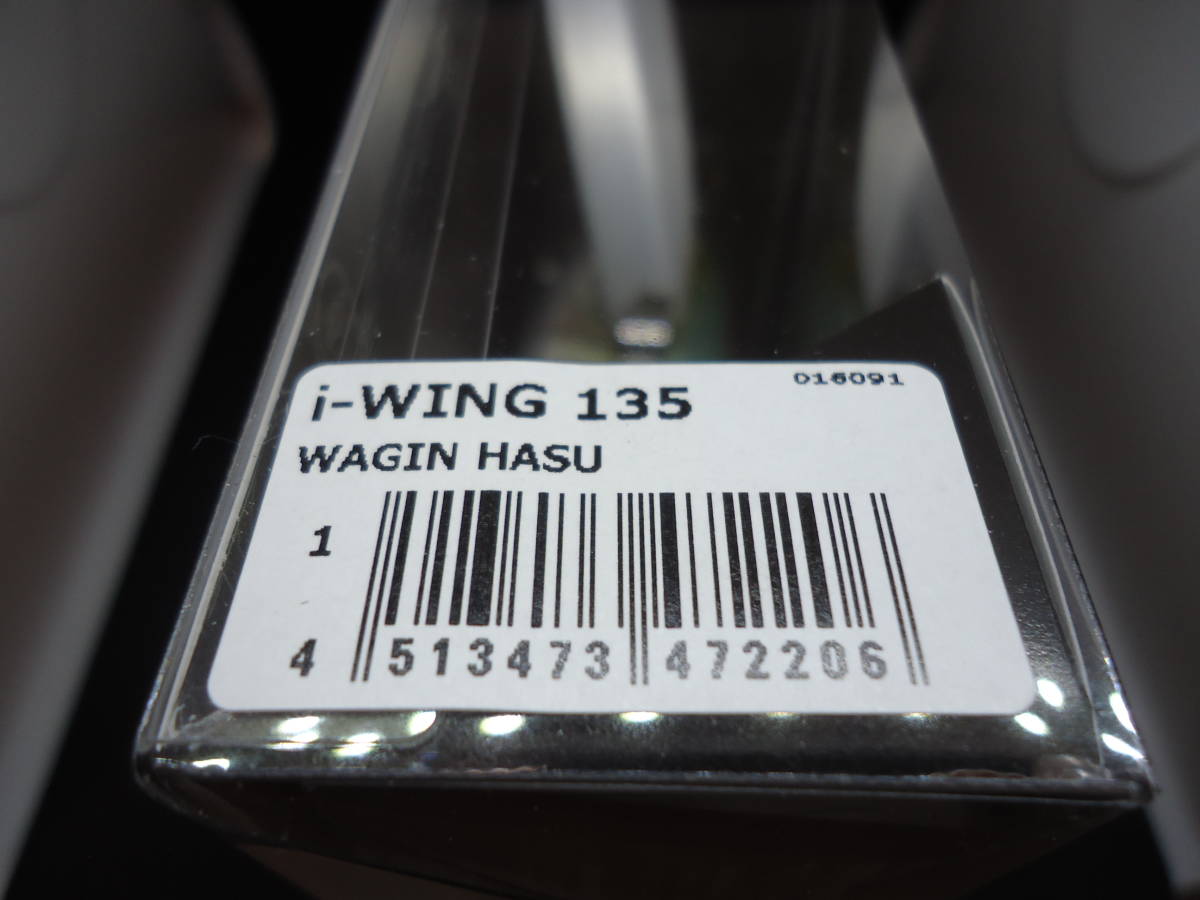 i-WING 135
016091
WAGIN HASU
1
4 513473 472206